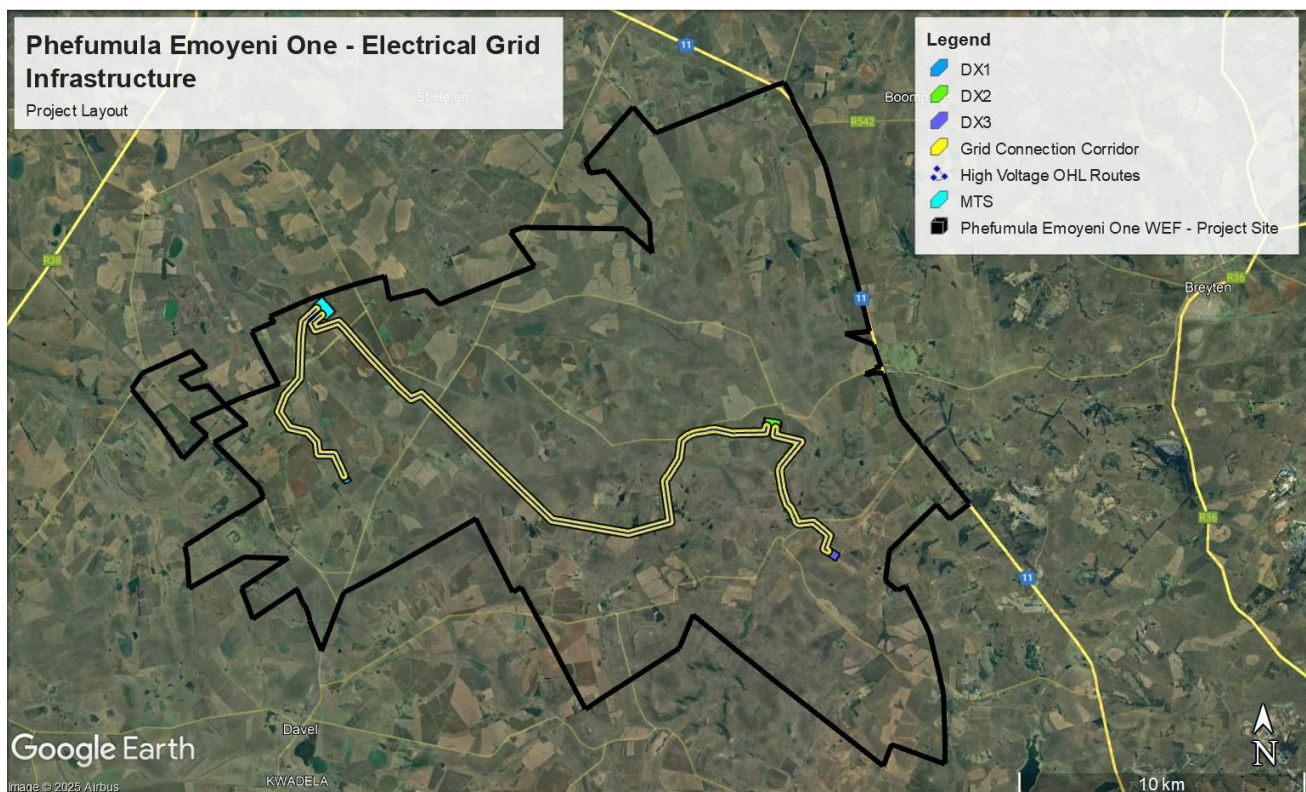 Phefumula Emoyeni One - Electrical Grid
Infrastructure
Project Layout
Legend
DX1
DX2
DX3
Grid Connection Corridor
High Voltage OHL Routes
MTS
Phefumula Emoyeni One WEF - Project Site
11
St Helen
R542
R38
11
R36
Breyten
R36
11
Davel
KWADELA
Google Earth
Image © 2025 Airbus
N
10 km